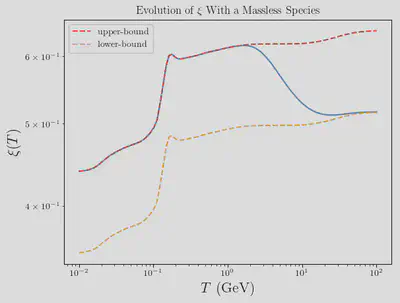 Evolution of ξ With a Massless Species
upper-bound
lower-bound
6 × 10⁻¹
5 × 10⁻¹
4 × 10⁻¹
ξ(T)
10⁻² 10⁻¹ 10⁰ 10¹ 10²
T (GeV)